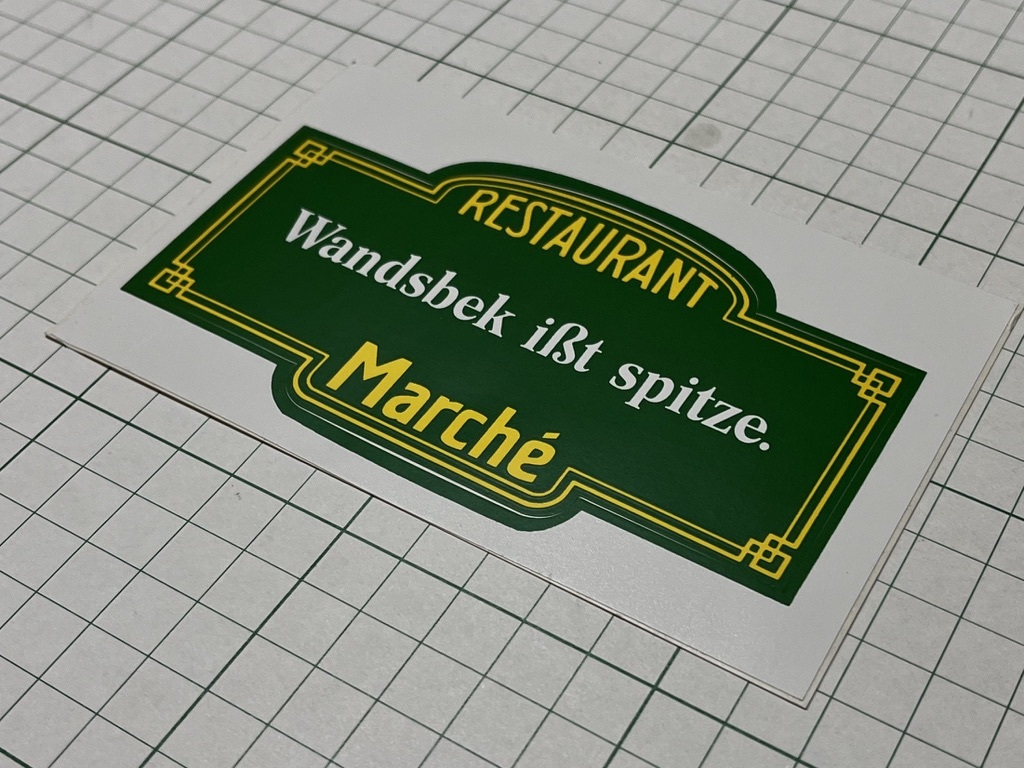 RESTAURANT
Wandsbek ißt spitze.
Marché